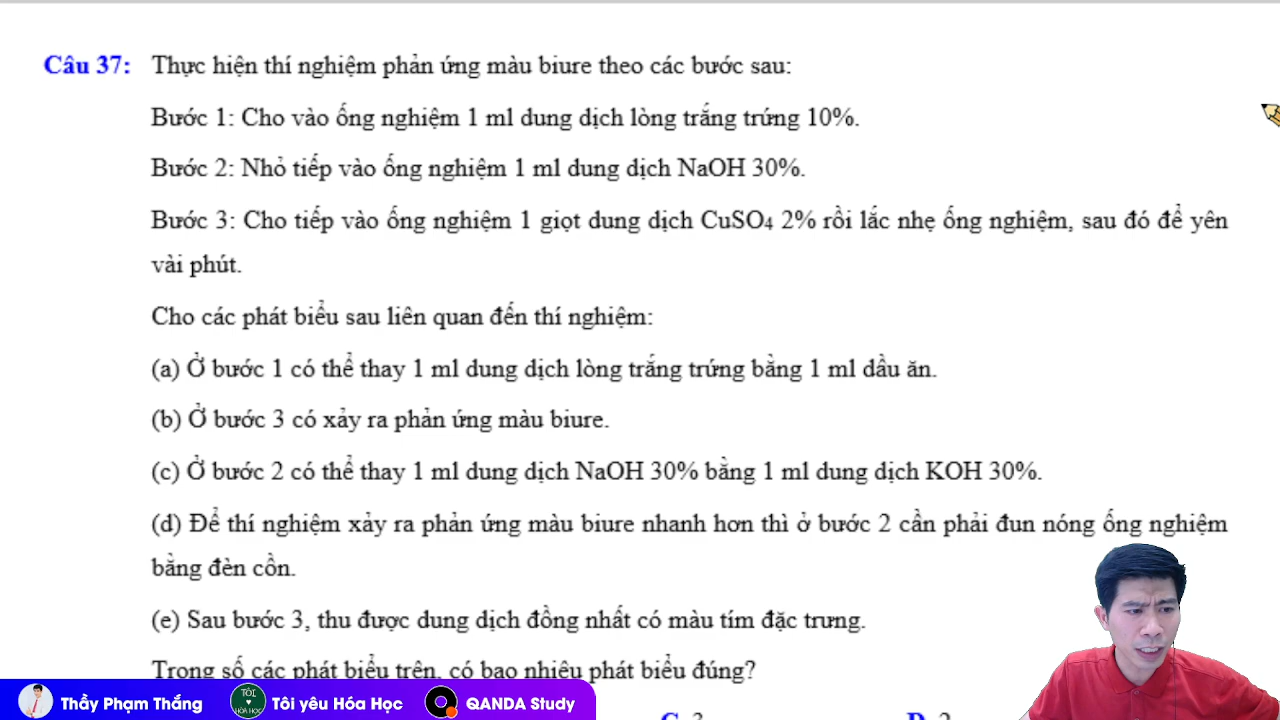 Câu 37: Thực hiện thí nghiệm phản ứng màu biure theo các bước sau:
Bước 1: Cho vào ống nghiệm 1 ml dung dịch lòng trắng trứng 10%.
Bước 2: Nhỏ tiếp vào ống nghiệm 1 ml dung dịch NaOH 30%.
Bước 3: Cho tiếp vào ống nghiệm 1 giọt dung dịch CuSO4 2% rồi lắc nhẹ ống nghiệm, sau đó để yên
vài phút.
Cho các phát biểu sau liên quan đến thí nghiệm:
(a) Ở bước 1 có thể thay 1 ml dung dịch lòng trắng trứng bằng 1 ml dầu ăn.
(b) Ở bước 3 có xảy ra phản ứng màu biure.
(c) Ở bước 2 có thể thay 1 ml dung dịch NaOH 30% bằng 1 ml dung dịch KOH 30%.
(d) Để thí nghiệm xảy ra phản ứng màu biure nhanh hơn thì ở bước 2 cần phải đun nóng ống nghiệm
bằng đèn cồn.
(e) Sau bước 3, thu được dung dịch đồng nhất có màu tím đặc trưng.
Trong số các phát biểu trên, có bao nhiêu phát biểu đúng?
Thầy Phạm Thắng TÔI ♥ HÓA HỌC Tôi yêu Hóa Học QANDA Study